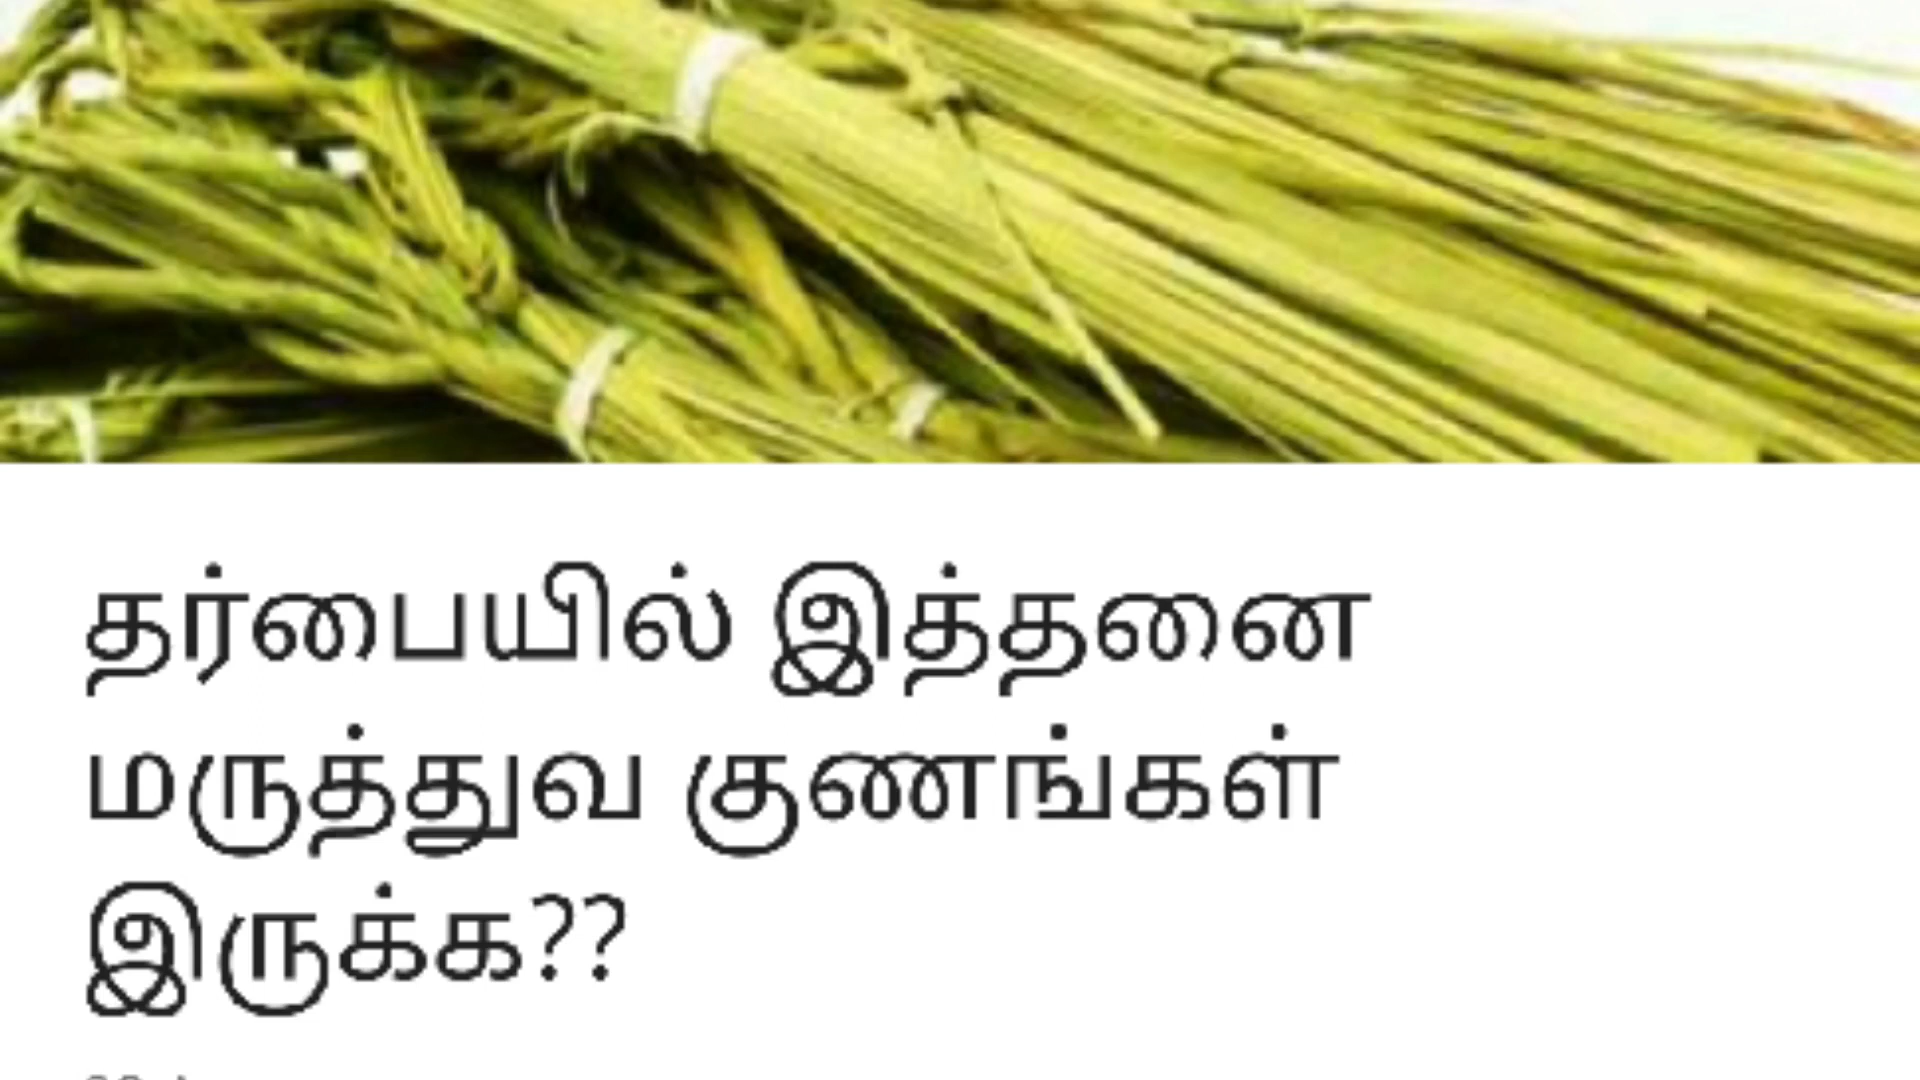 தர்பையில் இத்தனை
மருத்துவ குணங்கள்
இருக்க??